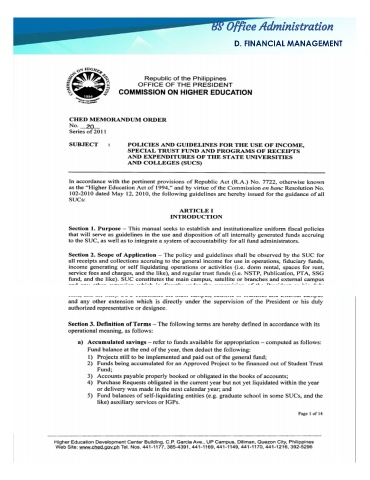 BS Office Administration
D. FINANCIAL MANAGEMENT
Republic of the Philippines
OFFICE OF THE PRESIDENT
COMMISSION ON HIGHER EDUCATION
CHED MEMORANDUM ORDER
No. 20
Series of 2011
SUBJECT : POLICIES AND GUIDELINES FOR THE USE OF INCOME,
SPECIAL TRUST FUND AND PROGRAMS OF RECEIPTS
AND EXPENDITURES OF THE STATE UNIVERSITIES
AND COLLEGES (SUCS)
In accordance with the pertinent provisions of Republic Act (R.A.) No. 7722, otherwise known
as the "Higher Education Act of 1994," and by virtue of the Commission en banc Resolution No.
102-2010 dated May 12, 2010, the following guidelines are hereby issued for the guidance of all
SUCs:
ARTICLE I
INTRODUCTION
Section 1. Purpose – This manual seeks to establish and institutionalize uniform fiscal policies
that will serve as guidelines in the use and disposition of all internally generated funds accruing
to the SUC, as well as to integrate a system of accountability for all fund administrators.
Section 2. Scope of Application – The policy and guidelines shall be observed by the SUC for
all receipts and collections accruing to the general income for use in operations, fiduciary funds,
income generating or self liquidating operations or activities (i.e. dorm rental, spaces for rent,
service fees and charges, and the like), and regular trust funds (i.e. NSTP, Publication, PTA, SSG
fund, and the like). SUC constitutes the main campus, satellite or branches and external campus
and any other extension which is directly under the supervision of the President or his duly
authorized representative or designee.
Section 3. Definition of Terms – The following terms are hereby defined in accordance with its
operational meaning, as follows:
a) Accumulated savings – refer to funds available for appropriation – computed as follows:
Fund balance at the end of the year, then deduct the following:
1) Projects still to be implemented and paid out of the general fund;
2) Funds being accumulated for an Approved Project to be financed out of Student Trust
Fund;
3) Accounts payable properly booked or obligated in the books of accounts;
4) Purchase Requests obligated in the current year but not yet liquidated within the year
or delivery was made in the next calendar year; and
5) Fund balances of self-liquidating entities (e.g. graduate school in some SUCs, and the
like) auxiliary services or IGPs.
Page 1 of 14
Higher Education Development Center Building, C.P. Garcia Ave., UP Campus, Diliman, Quezon City, Philippines
Web Site: www.ched.gov.ph Tel. Nos. 441-1177, 385-4391, 441-1169, 441-1149, 441-1170, 441-1216, 392-5296